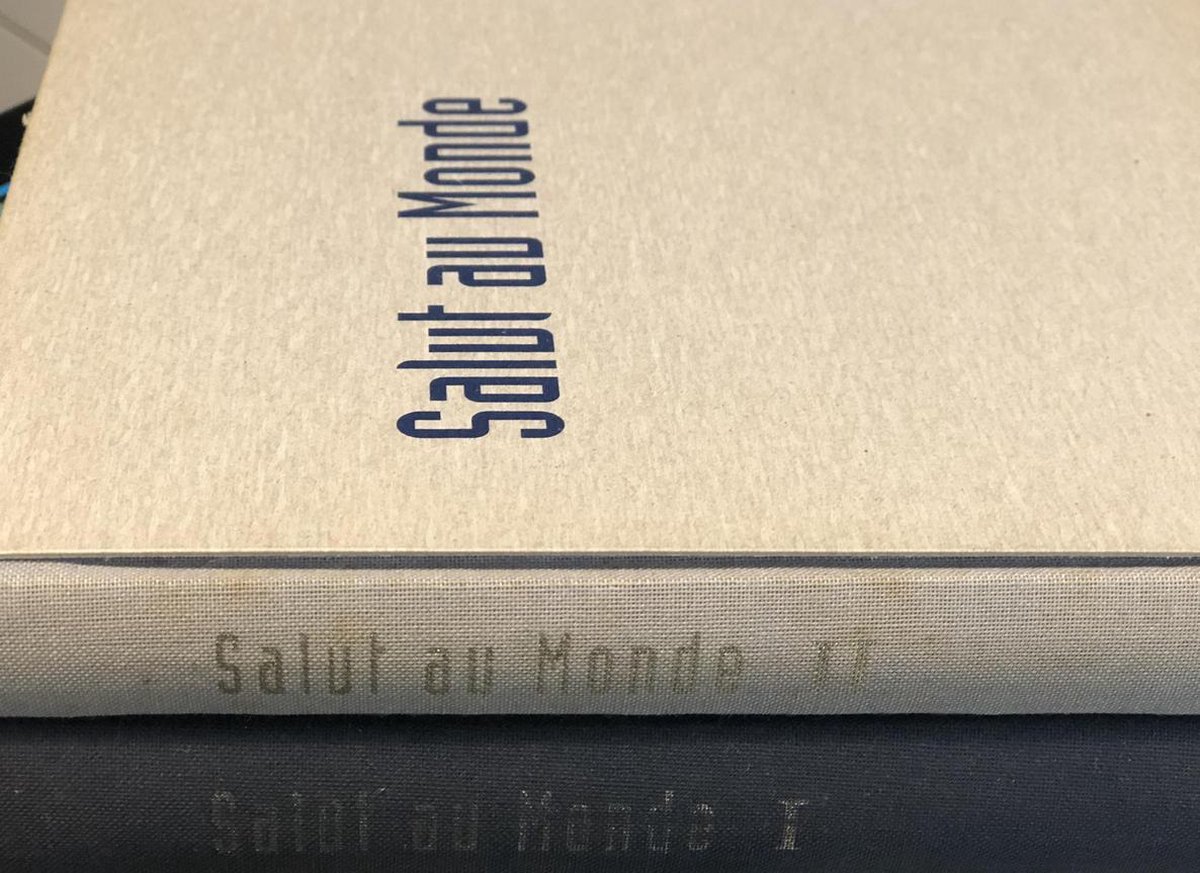 Salut au Monde
Salut au Monde II
Salut au Monde I